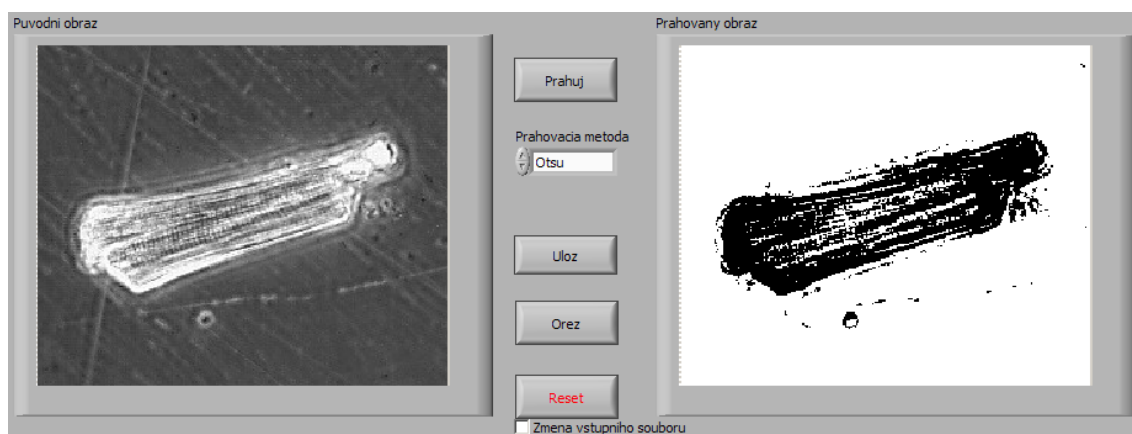 Puvodni obraz
Prahovany obraz
Prahuj
Prahovacia metoda
Otsu
Uloz
Orez
Reset
Zmena vstupniho souboru